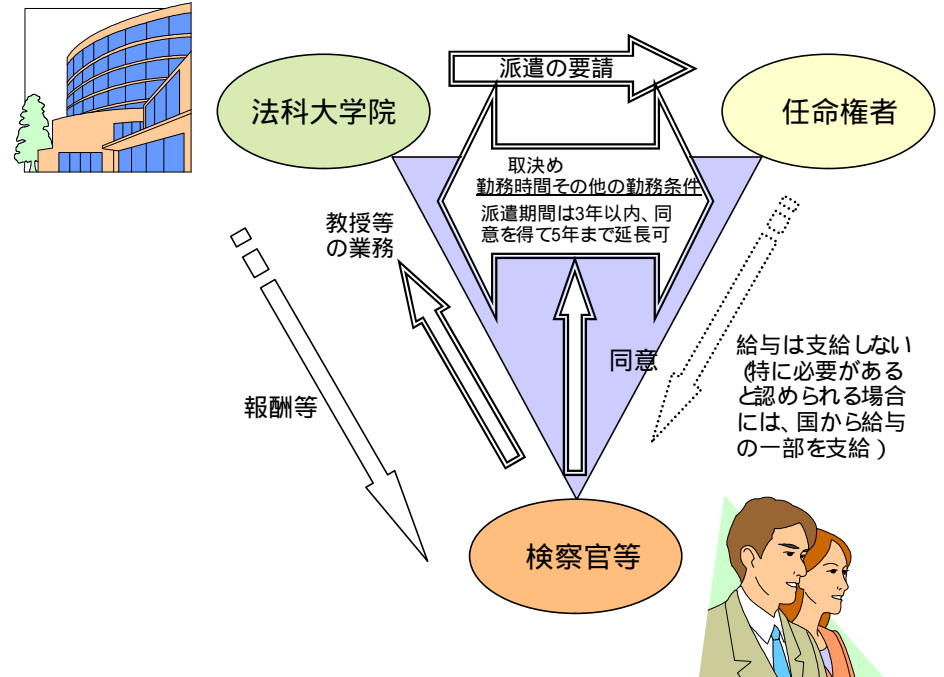 派遣の要請
法科大学院
任命権者
取決め
勤務時間その他の勤務条件
派遣期間は3年以内、同
意を得て5年まで延長可
教授等
の業務
同意
給与は支給しない
(特に必要がある
と認められる場合
には、国から給与
の一部を支給)
報酬等
検察官等